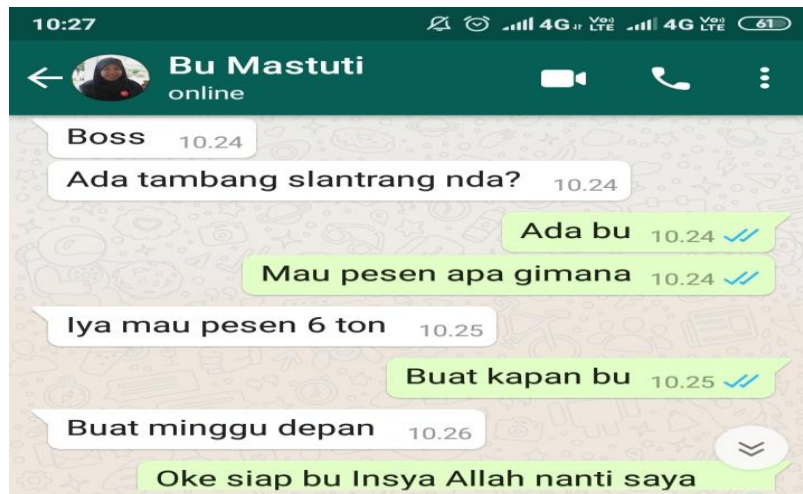 10:27 4G VoLTE 4G VoLTE 61
Bu Mastuti
online
Boss 10.24
Ada tambang slantrang nda? 10.24
Ada bu 10.24
Mau pesen apa gimana 10.24
Iya mau pesen 6 ton 10.25
Buat kapan bu 10.25
Buat minggu depan 10.26
Oke siap bu Insya Allah nanti saya